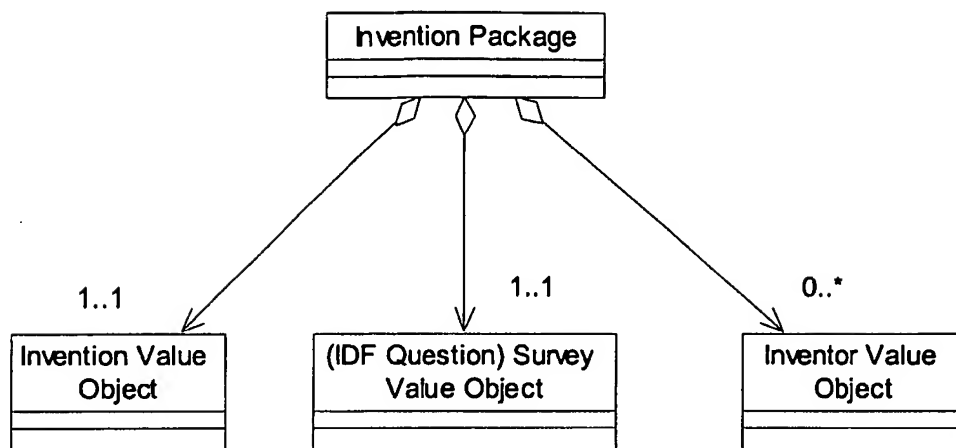 Invention Package
1..1
1..1
0..*
Invention Value
Object
(IDF Question) Survey
Value Object
Inventor Value
Object